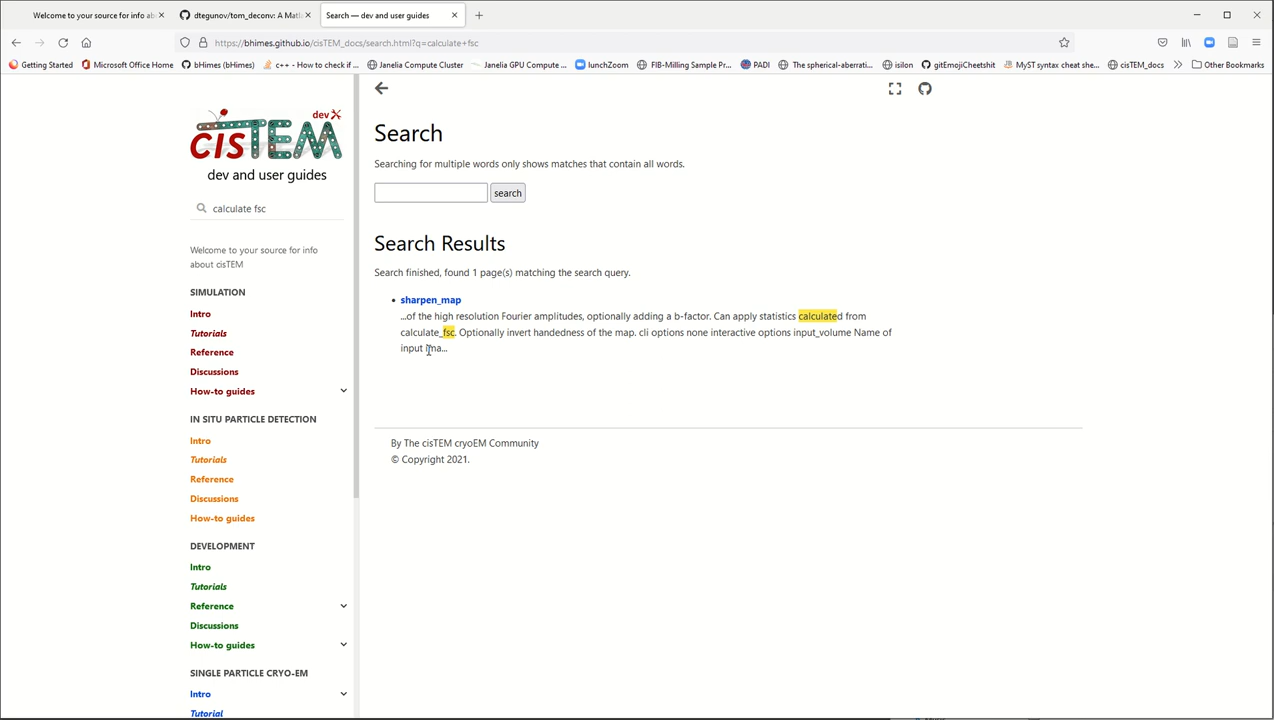 Welcome to your source for info ab
dtegunov/tom_deconv: A Matl
Search — dev and user guides
https://bhimes.github.io/cisTEM_docs/search.html?q=calculate+fsc
Getting Started
Microsoft Office Home
bHimes (bHimes)
c++ - How to check if ...
Janelia Compute Cluster
Janelia GPU Compute ...
lunchZoom
FIB-Milling Sample Pr...
PADI
The spherical-aberrati...
isilon
gitEmojiCheetshit
MyST syntax cheat she...
cisTEM_docs
Other Bookmarks
dev
cisTEM
dev and user guides
calculate fsc
Welcome to your source for info
about cisTEM
SIMULATION
Intro
Tutorials
Reference
Discussions
How-to guides
IN SITU PARTICLE DETECTION
Intro
Tutorials
Reference
Discussions
How-to guides
DEVELOPMENT
Intro
Tutorials
Reference
Discussions
How-to guides
SINGLE PARTICLE CRYO-EM
Intro
Tutorial
Search
Searching for multiple words only shows matches that contain all words.
search
Search Results
Search finished, found 1 page(s) matching the search query.
• sharpen_map
...of the high resolution Fourier amplitudes, optionally adding a b-factor. Can apply statistics calculated from
calculate_fsc. Optionally invert handedness of the map. cli options none interactive options input_volume Name of
input ima...
By The cisTEM cryoEM Community
© Copyright 2021.